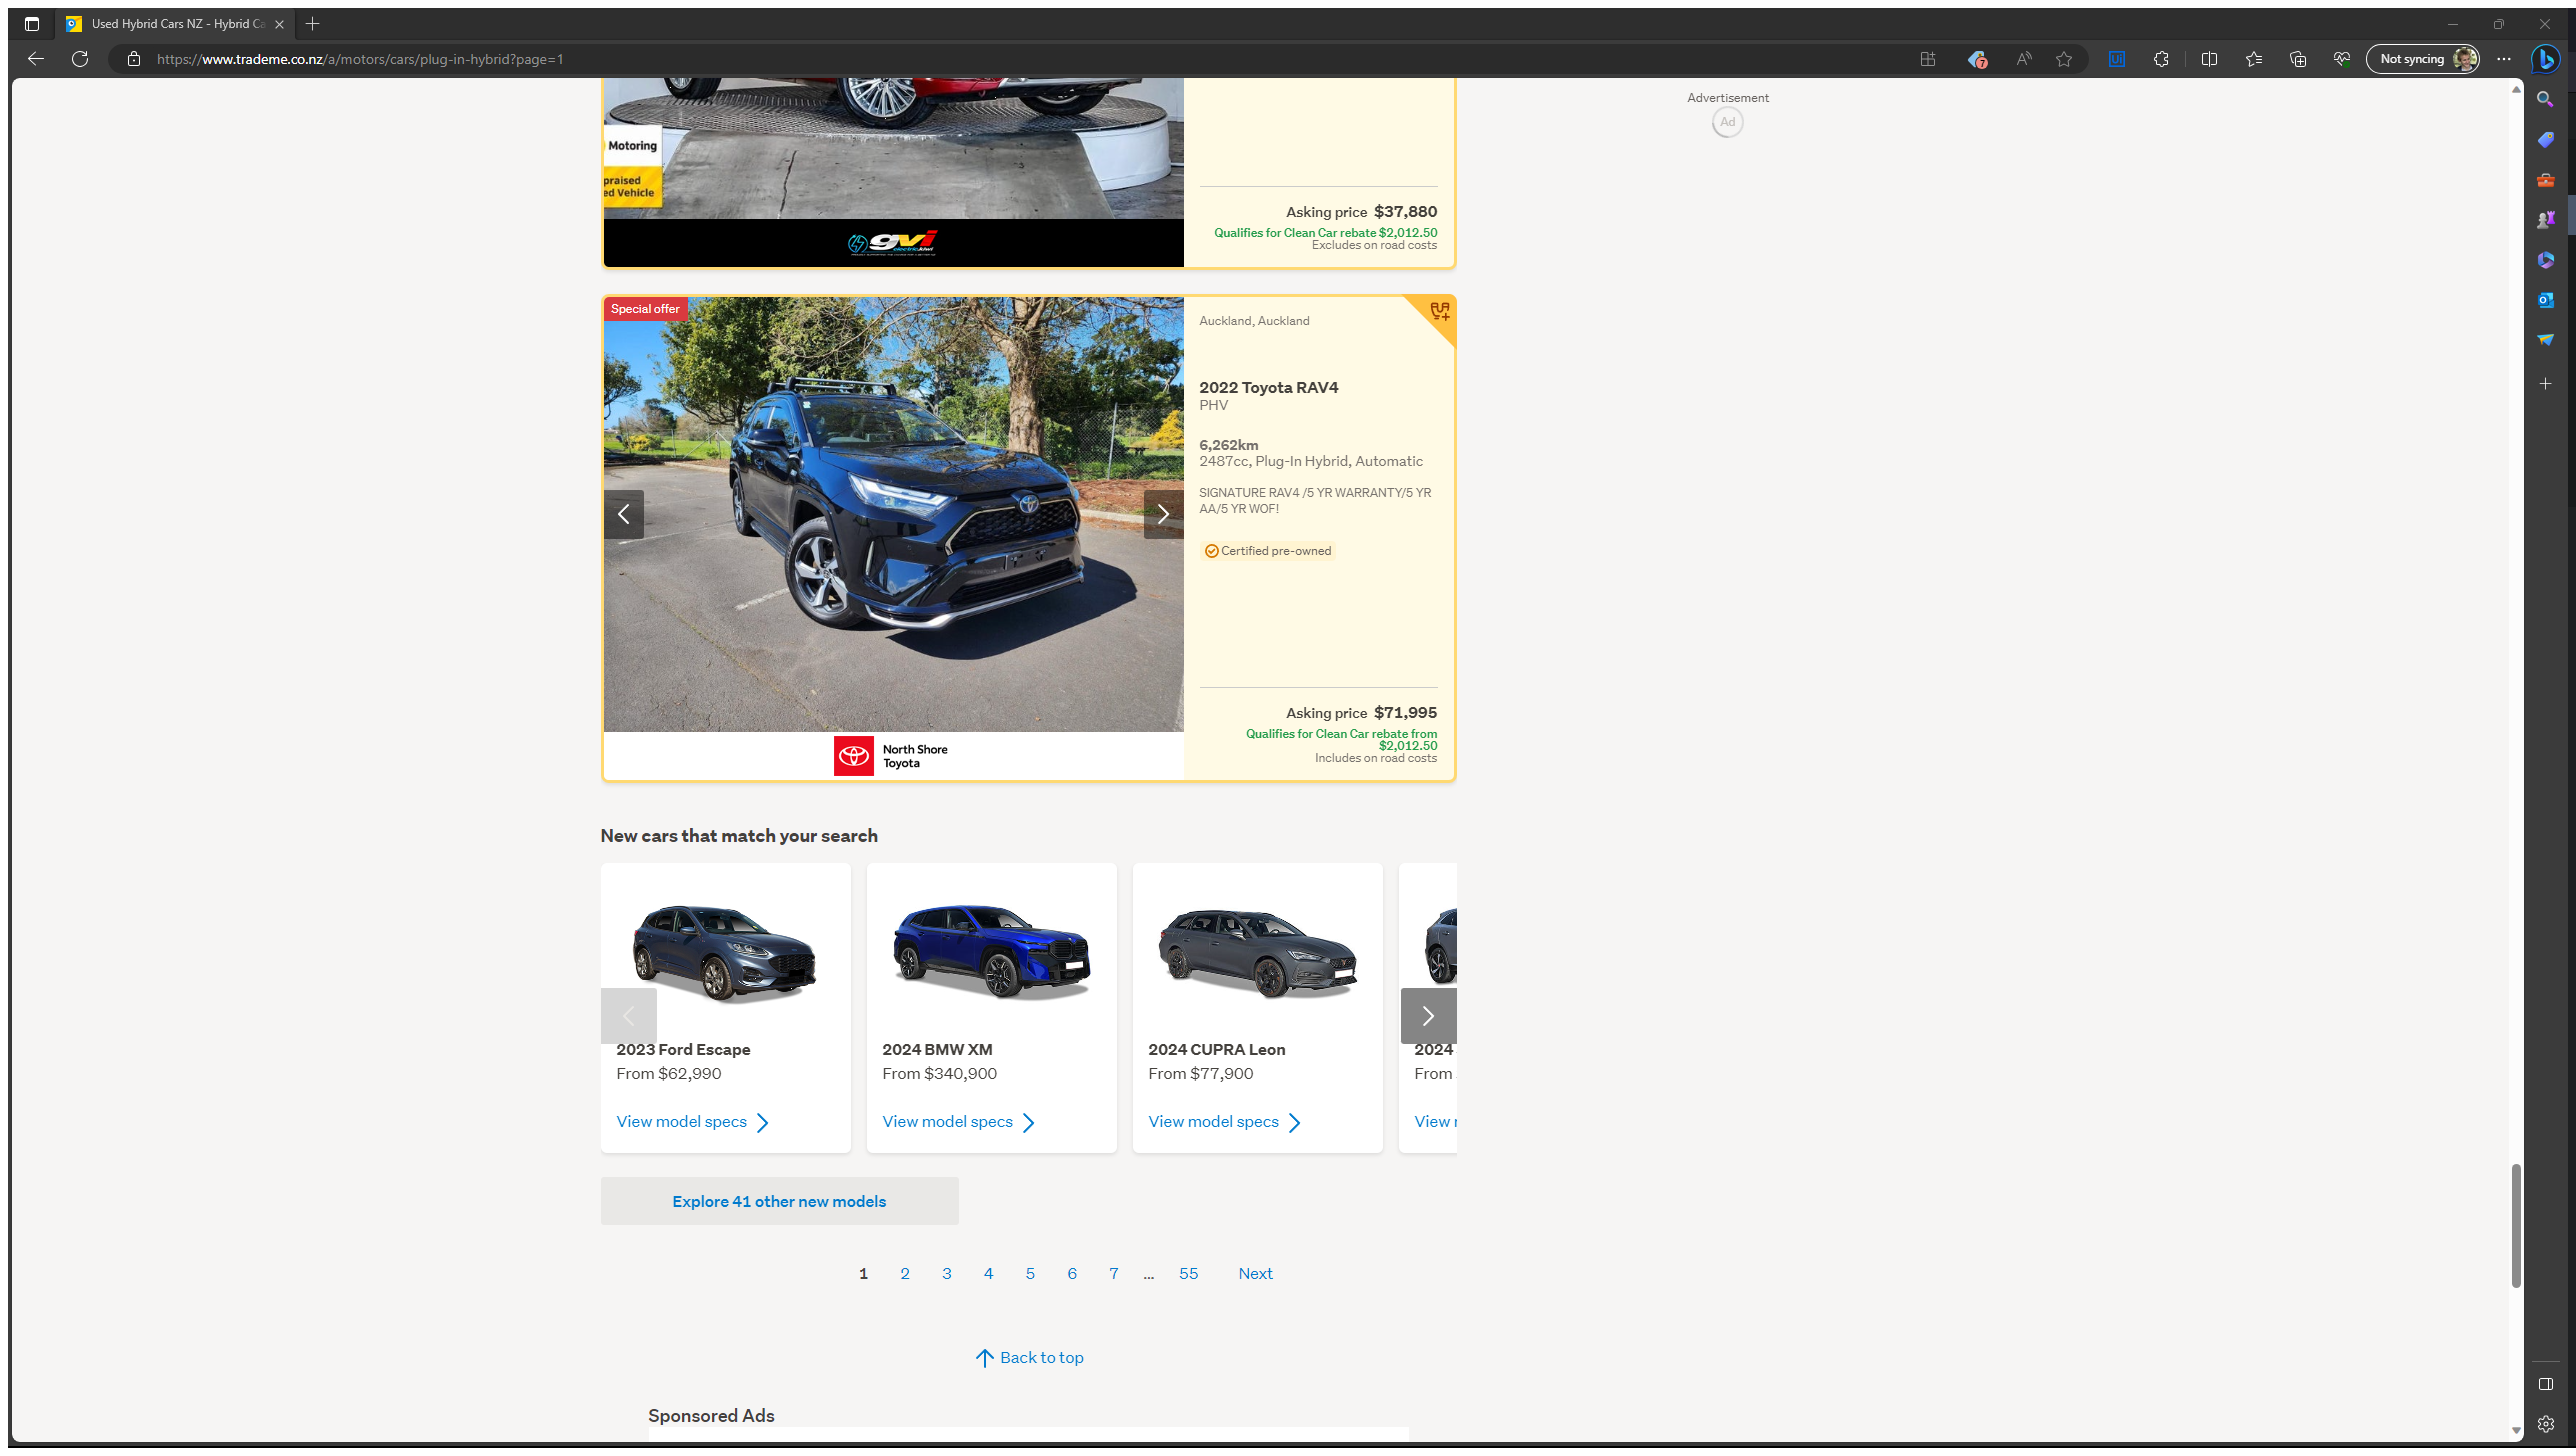 Used Hybrid Cars NZ - Hybrid Ca
https://www.trademe.co.nz/a/motors/cars/plug-in-hybrid?page=1
7
Not syncing
Advertisement
Ad
Motoring
praised
ed Vehicle
gvi
Asking price $37,880
Qualifies for Clean Car rebate $2,012.50
Excludes on road costs
Special offer
Auckland, Auckland
2022 Toyota RAV4
PHV
6,262km
2487cc, Plug-In Hybrid, Automatic
SIGNATURE RAV4 /5 YR WARRANTY/5 YR
AA/5 YR WOF!
Certified pre-owned
Asking price $71,995
Qualifies for Clean Car rebate from
$2,012.50
Includes on road costs
North Shore
Toyota
New cars that match your search
2023 Ford Escape
From $62,990
View model specs
2024 BMW XM
From $340,900
View model specs
2024 CUPRA Leon
From $77,900
View model specs
2024
From
View
Explore 41 other new models
1 2 3 4 5 6 7 ... 55 Next
Back to top
Sponsored Ads